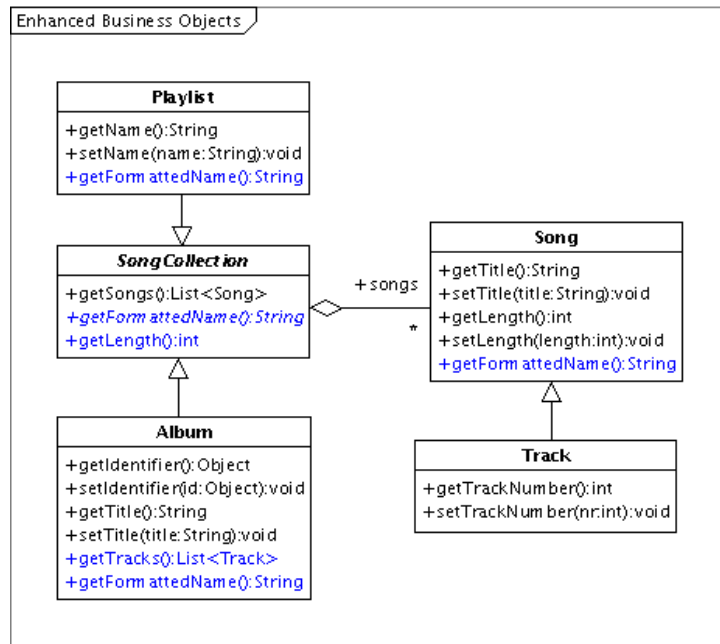 Enhanced Business Objects
Playlist
+getName():String
+setName(name:String):void
+getFormattedName():String
SongCollection
+getSongs():List<Song>
+getFormattedName():String
+getLength():int
+songs
*
Song
+getTitle():String
+setTitle(title:String):void
+getLength():int
+setLength(length:int):void
+getFormattedName():String
Album
+getIdentifier():Object
+setIdentifier(id:Object):void
+getTitle():String
+setTitle(title:String):void
+getTracks():List<Track>
+getFormattedName():String
Track
+getTrackNumber():int
+setTrackNumber(nr:int):void